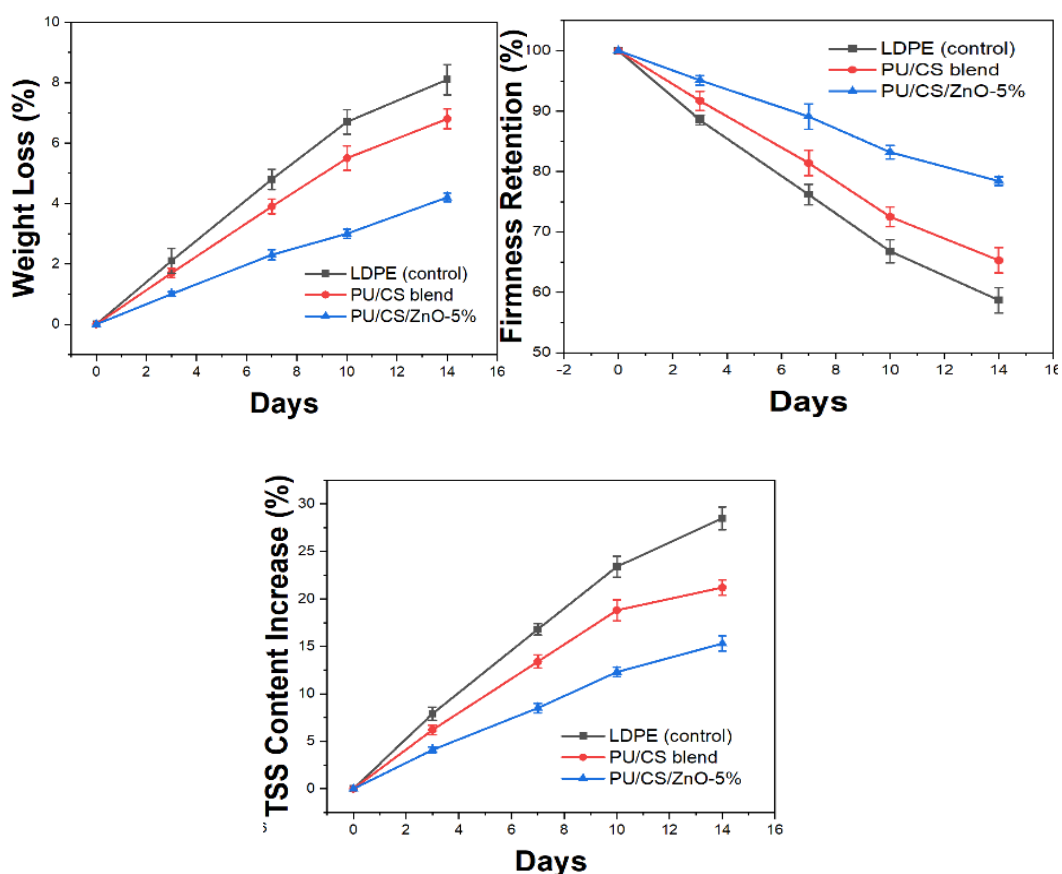 Weight Loss (%)
8
6
4
2
0
LDPE (control)
PU/CS blend
PU/CS/ZnO-5%
0 2 4 6 8 10 12 14 16
Days
Firmness Retention (%)
100
90
80
70
60
50
LDPE (control)
PU/CS blend
PU/CS/ZnO-5%
-2 0 2 4 6 8 10 12 14 16
Days
TSS Content Increase (%)
30
25
20
15
10
5
0
LDPE (control)
PU/CS blend
PU/CS/ZnO-5%
0 2 4 6 8 10 12 14 16
Days